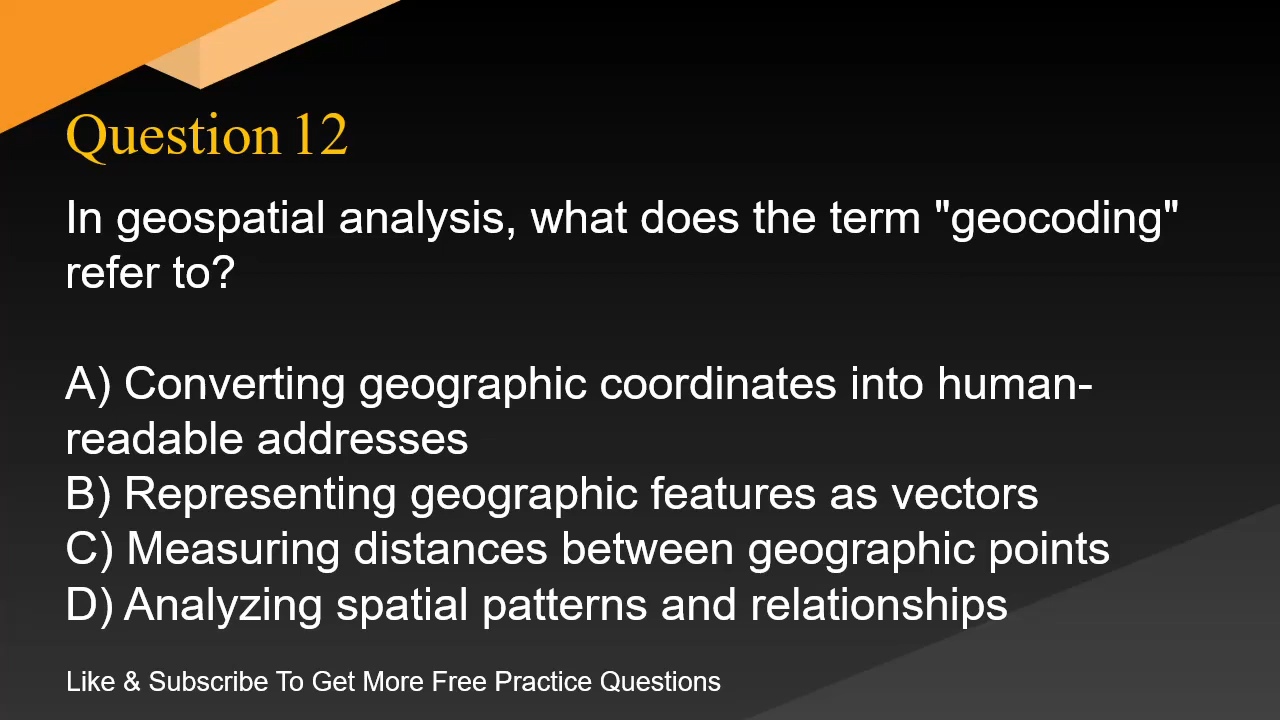 Question 12
In geospatial analysis, what does the term "geocoding"
refer to?
A) Converting geographic coordinates into human-
readable addresses
B) Representing geographic features as vectors
C) Measuring distances between geographic points
D) Analyzing spatial patterns and relationships
Like & Subscribe To Get More Free Practice Questions